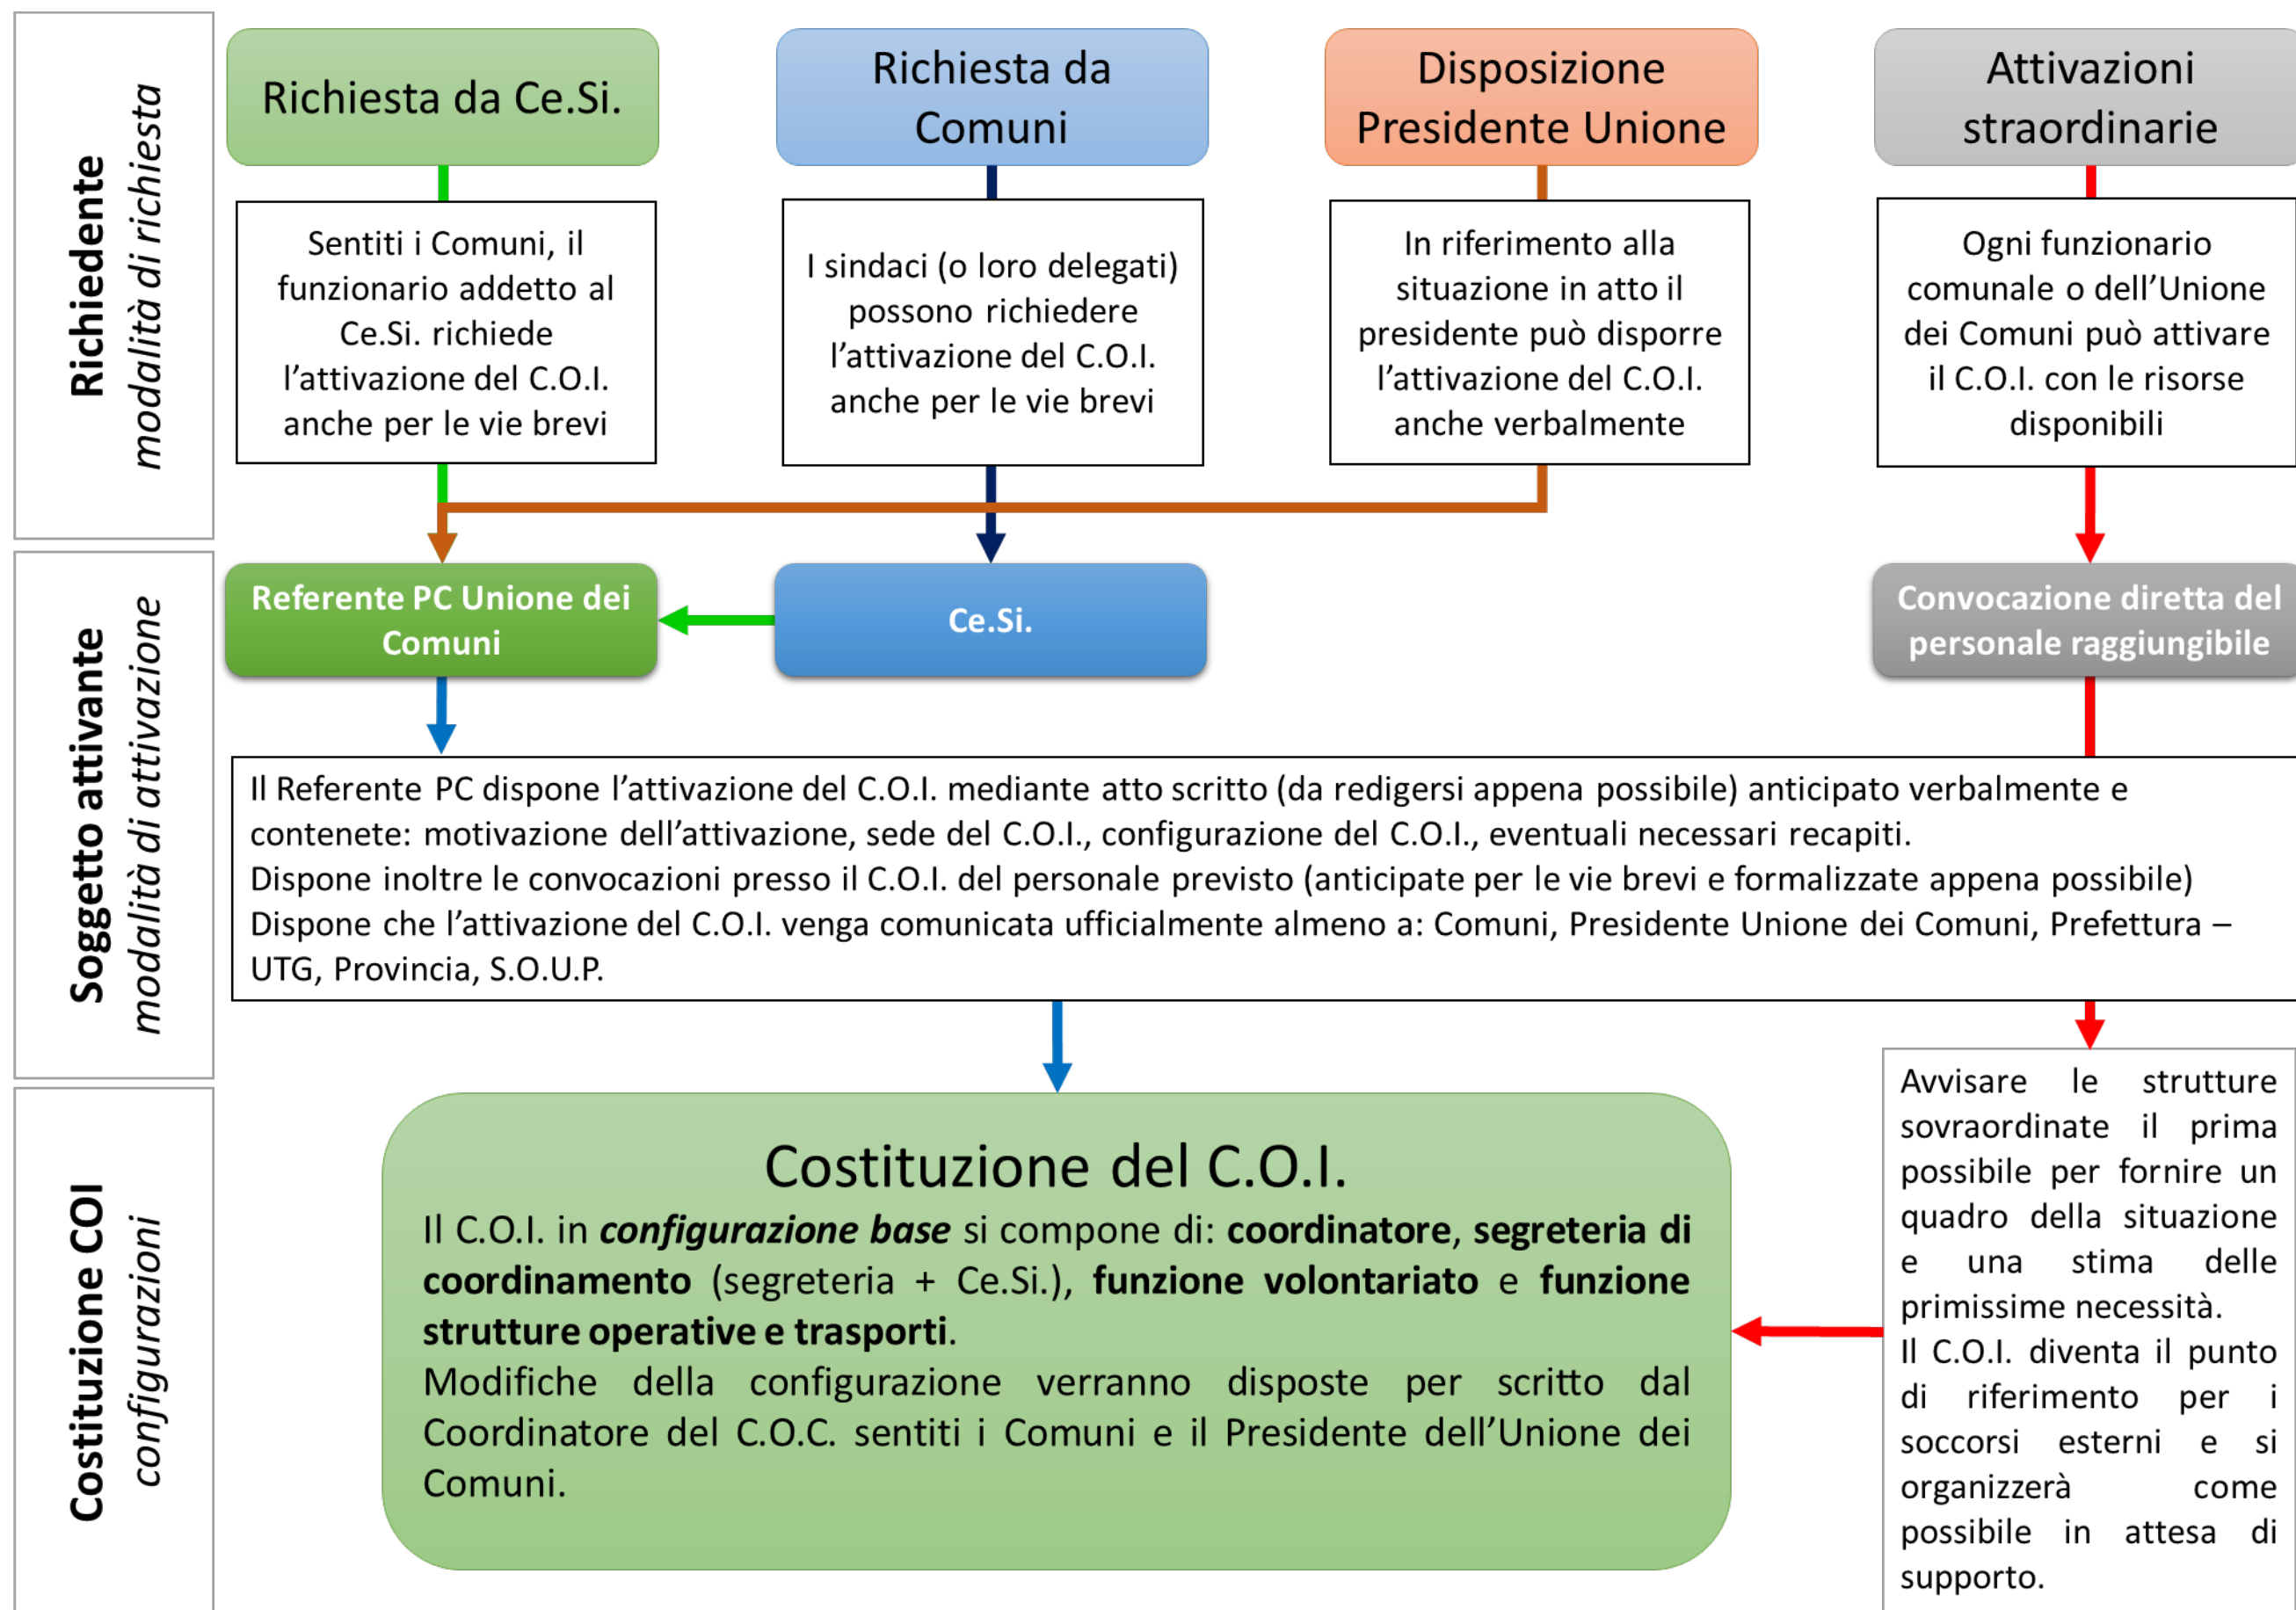 Richiedente
modalità di richiesta
Richiesta da Ce.Si.
Richiesta da
Comuni
Disposizione
Presidente Unione
Attivazioni
straordinarie
Sentiti i Comuni, il
funzionario addetto al
Ce.Si. richiede
l’attivazione del C.O.I.
anche per le vie brevi
I sindaci (o loro delegati)
possono richiedere
l’attivazione del C.O.I.
anche per le vie brevi
In riferimento alla
situazione in atto il
presidente può disporre
l’attivazione del C.O.I.
anche verbalmente
Ogni funzionario
comunale o dell’Unione
dei Comuni può attivare
il C.O.I. con le risorse
disponibili
Soggetto attivante
modalità di attivazione
Referente PC Unione dei
Comuni
Ce.Si.
Convocazione diretta del
personale raggiungibile
Il Referente PC dispone l’attivazione del C.O.I. mediante atto scritto (da redigersi appena possibile) anticipato verbalmente e
contenete: motivazione dell’attivazione, sede del C.O.I., configurazione del C.O.I., eventuali necessari recapiti.
Dispone inoltre le convocazioni presso il C.O.I. del personale previsto (anticipate per le vie brevi e formalizzate appena possibile)
Dispone che l’attivazione del C.O.I. venga comunicata ufficialmente almeno a: Comuni, Presidente Unione dei Comuni, Prefettura –
UTG, Provincia, S.O.U.P.
Costituzione COI
configurazioni
Costituzione del C.O.I.
Il C.O.I. in configurazione base si compone di: coordinatore, segreteria di
coordinamento (segreteria + Ce.Si.), funzione volontariato e funzione
strutture operative e trasporti.
Modifiche della configurazione verranno disposte per scritto dal
Coordinatore del C.O.C. sentiti i Comuni e il Presidente dell’Unione dei
Comuni.
Avvisare le strutture
sovraordinate il prima
possibile per fornire un
quadro della situazione
e una stima delle
primissime necessità.
Il C.O.I. diventa il punto
di riferimento per i
soccorsi esterni e si
organizzerà come
possibile in attesa di
supporto.